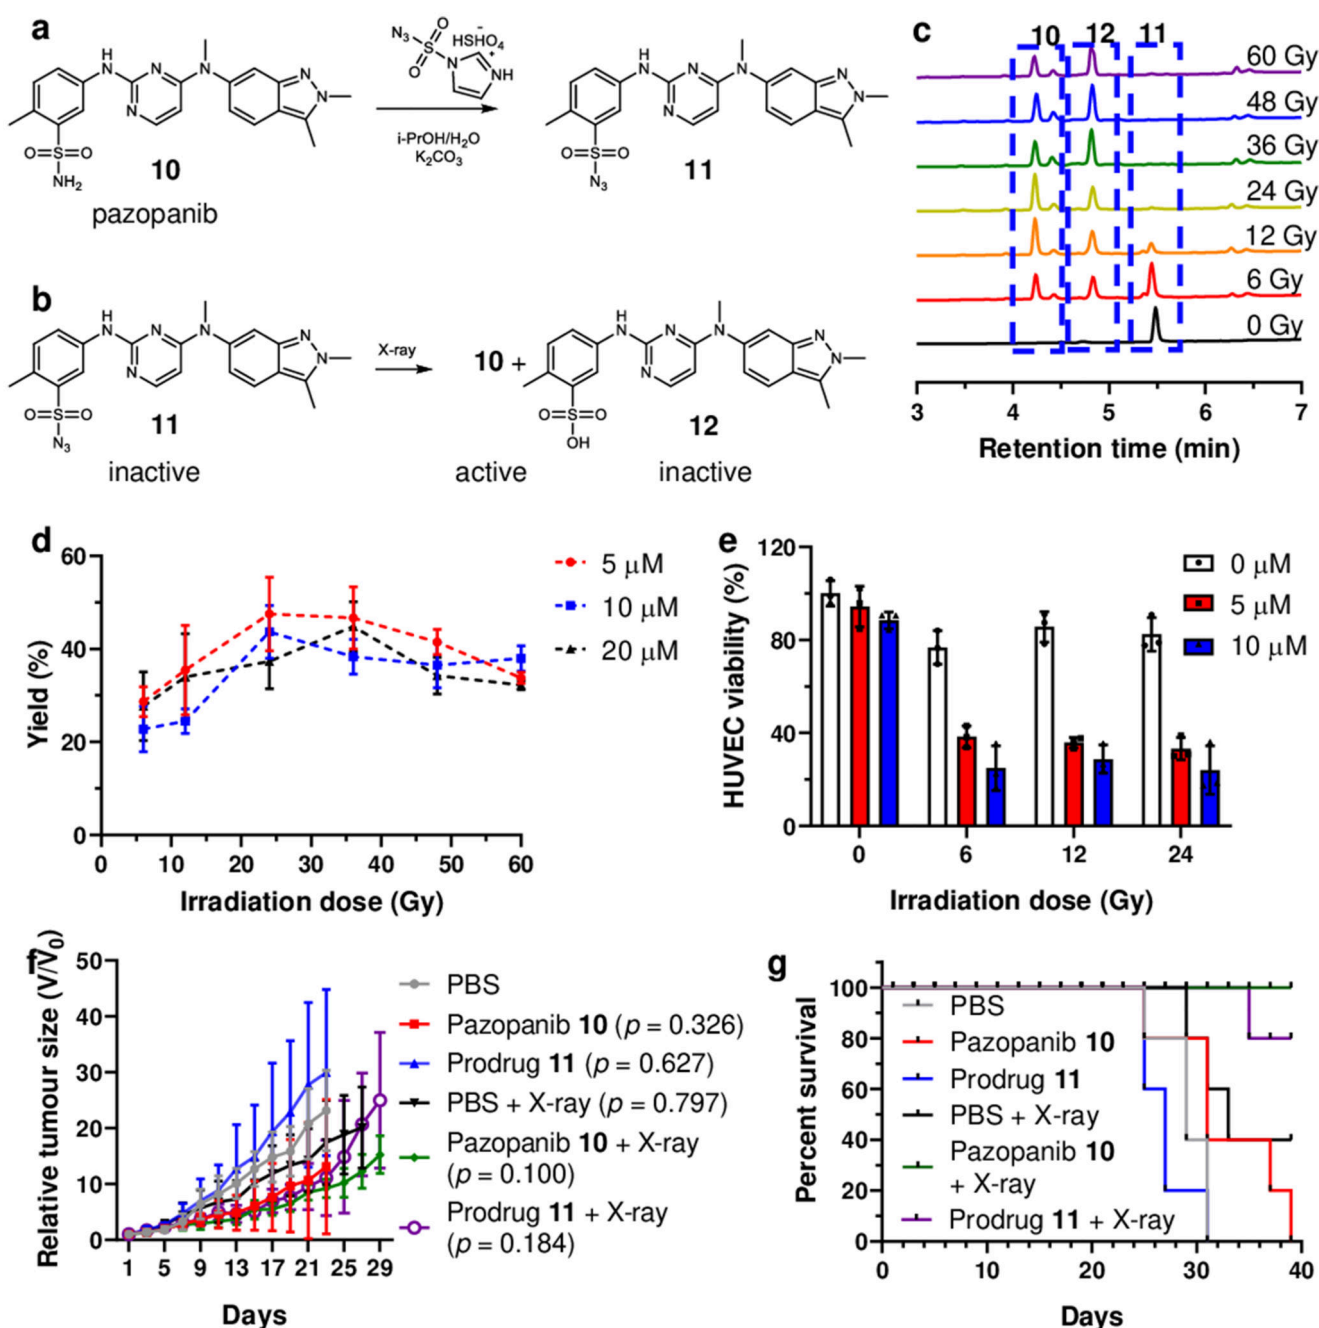 a
H
N
N
N
N
N
N
N
O=S=O
NH₂
10
pazopanib
N₃
O
S
O
N
HSHO₄⁻
NH⁺
i-PrOH/H₂O
K₂CO₃
H
N
N
N
N
N
N
O=S=O
N₃
11
b
H
N
N
N
N
N
N
O=S=O
N₃
11
inactive
X-ray
10 +
active
H
N
N
N
N
N
N
O=S=O
OH
12
inactive
c
10 12 11
60 Gy
48 Gy
36 Gy
24 Gy
12 Gy
6 Gy
0 Gy
3 4 5 6 7
Retention time (min)
d
60
40
20
0
Yield (%)
0 10 20 30 40 50 60
Irradiation dose (Gy)
5 μM
10 μM
20 μM
e
120
80
40
0
HUVEC viability (%)
0 6 12 24
Irradiation dose (Gy)
0 μM
5 μM
10 μM
f
50
40
30
20
10
0
Relative tumour size (V/V₀)
1 5 9 13 17 21 25 29
Days
PBS
Pazopanib 10 (p = 0.326)
Prodrug 11 (p = 0.627)
PBS + X-ray (p = 0.797)
Pazopanib 10 + X-ray
(p = 0.100)
Prodrug 11 + X-ray
(p = 0.184)
g
100
80
60
40
20
0
Percent survival
0 10 20 30 40
Days
PBS
Pazopanib 10
Prodrug 11
PBS + X-ray
Pazopanib 10
+ X-ray
Prodrug 11 + X-ray